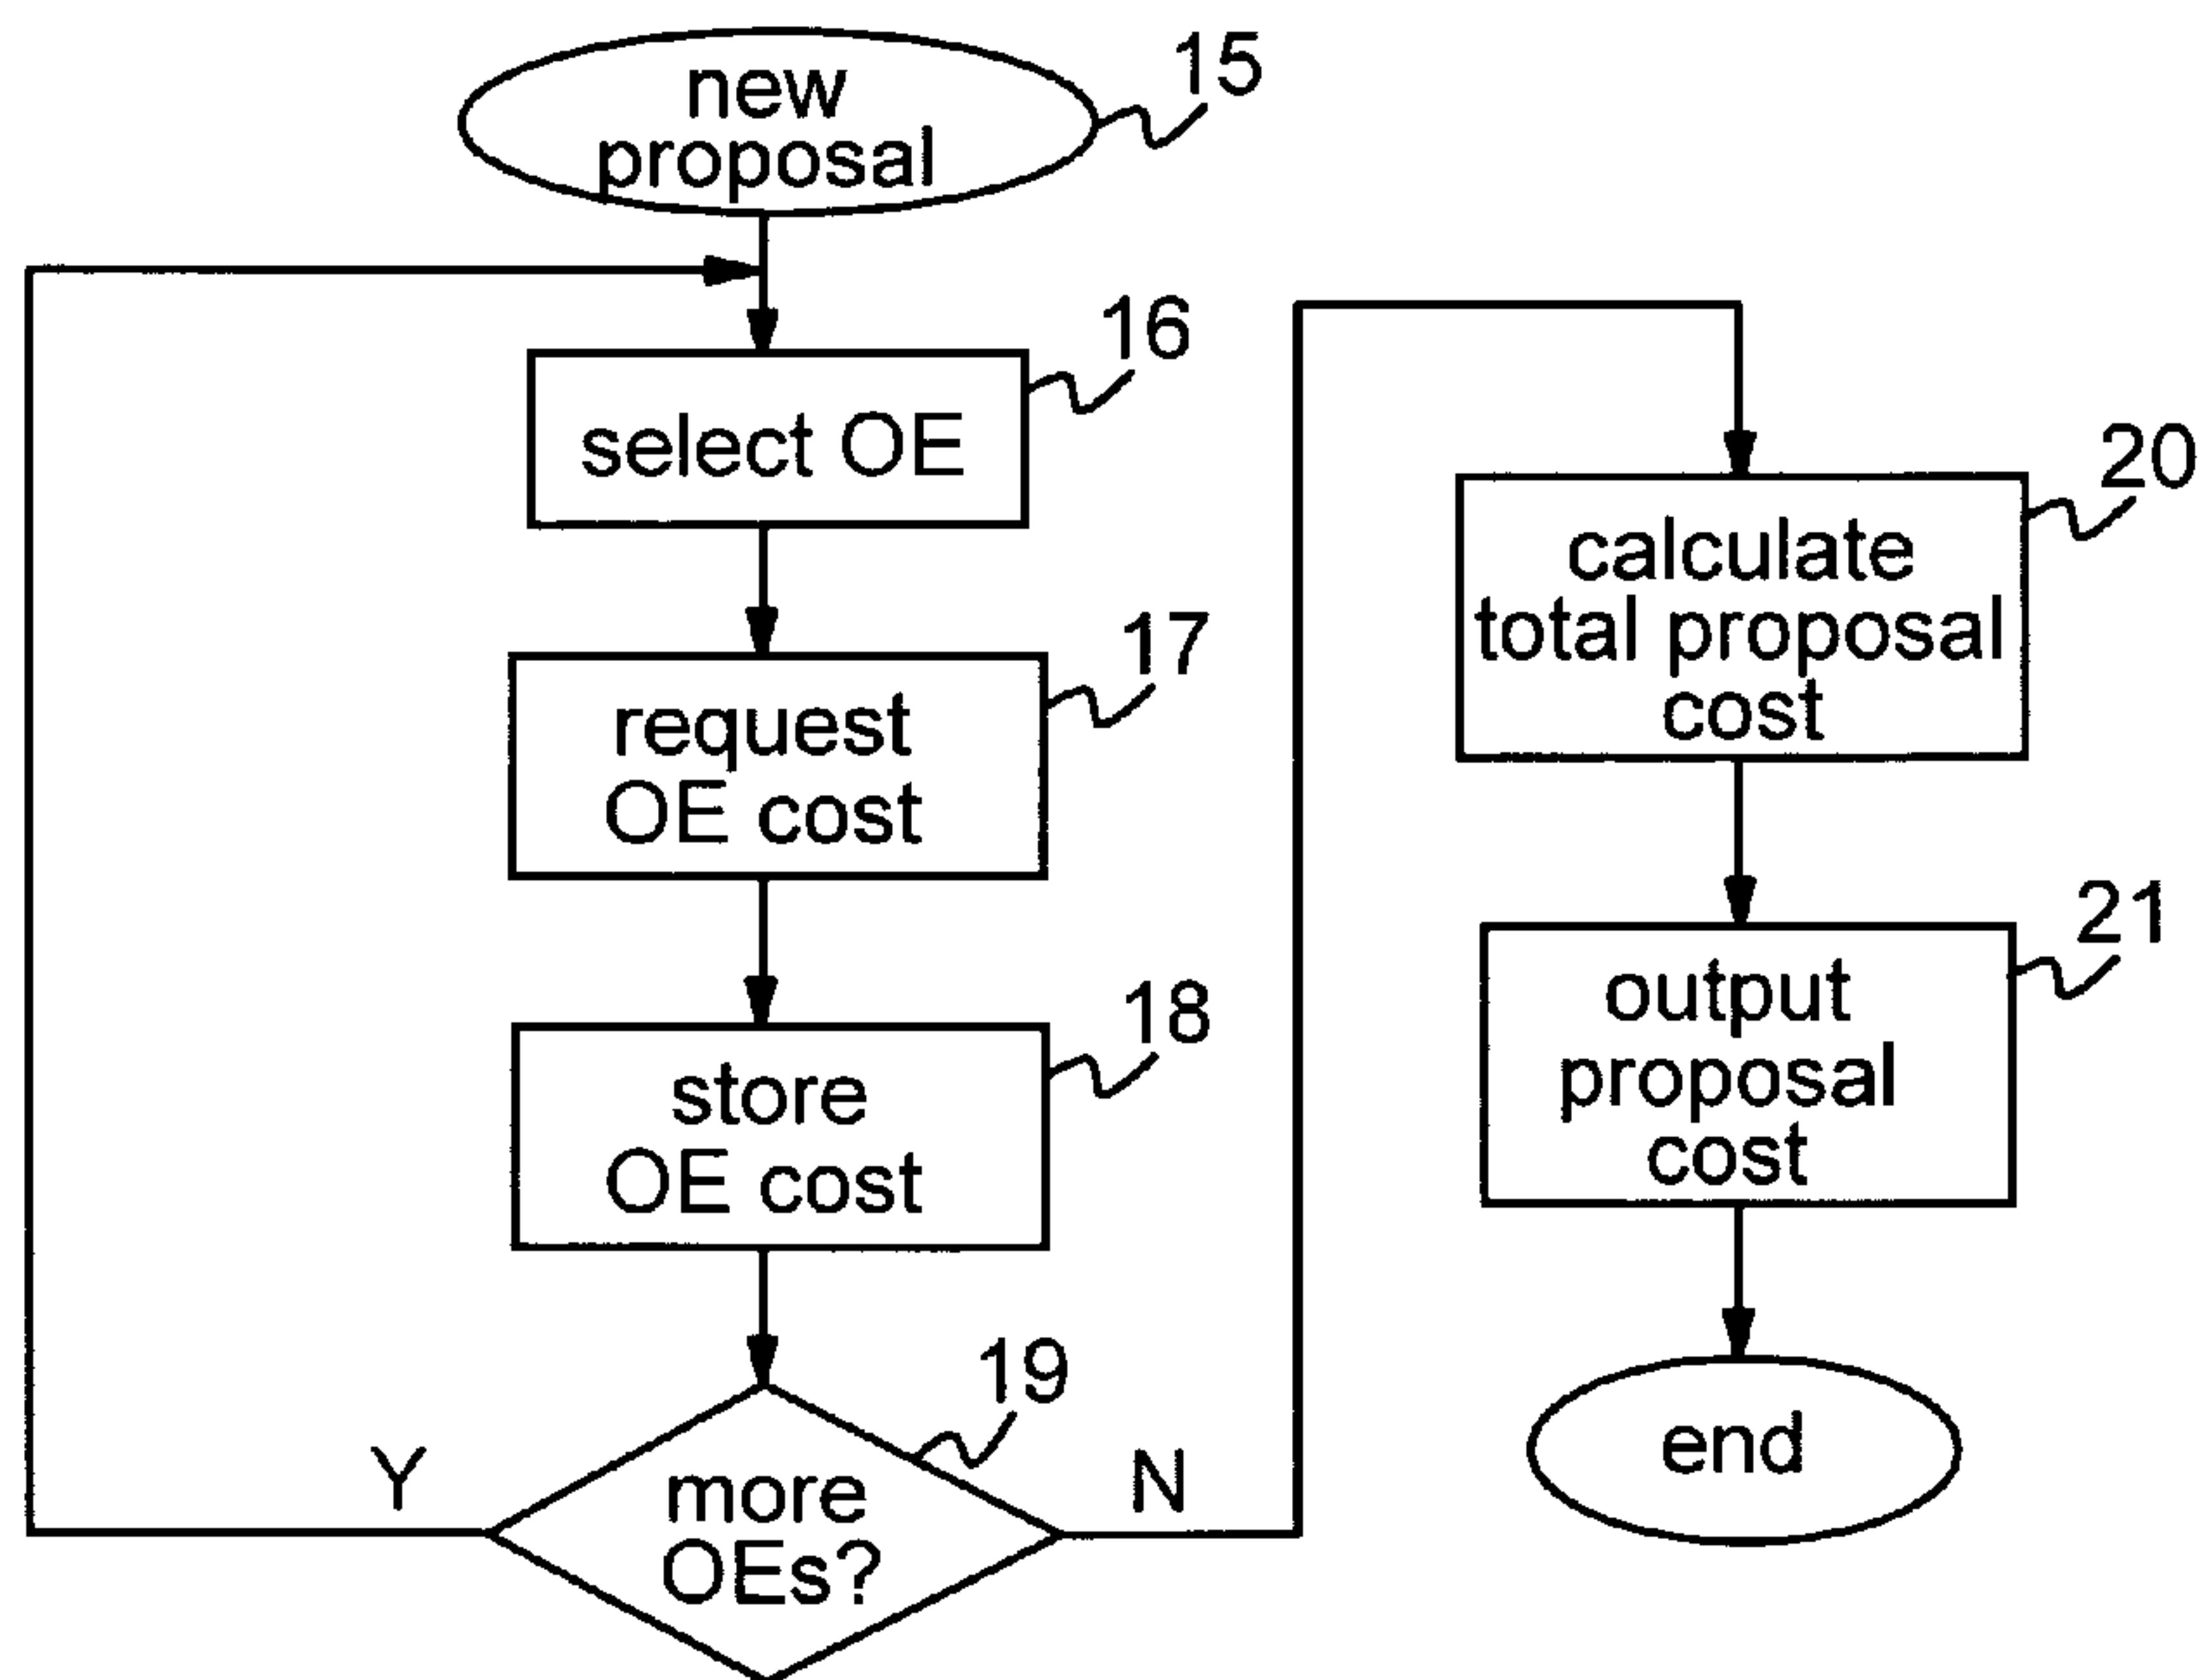 new
proposal
15
select OE
16
request
OE cost
17
store
OE cost
18
more
OEs?
19
Y
N
calculate
total proposal
cost
20
output
proposal
cost
21
end